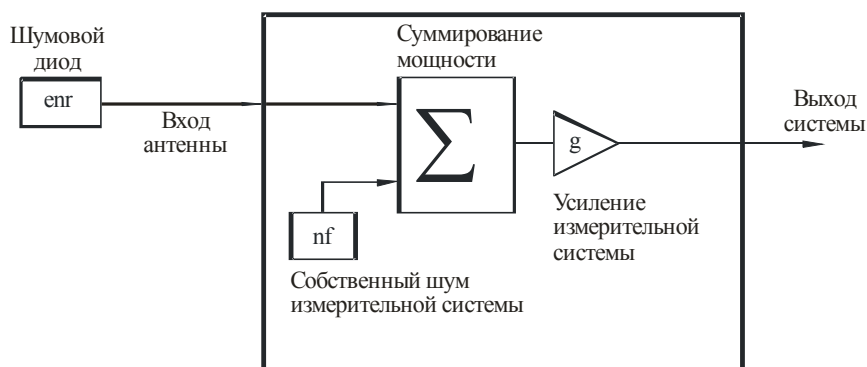 Шумовой
диод
enr
Вход
антенны
Суммирование
мощности
Σ
nf
Собственный шум
измерительной системы
g
Усиление
измерительной
системы
Выход
системы